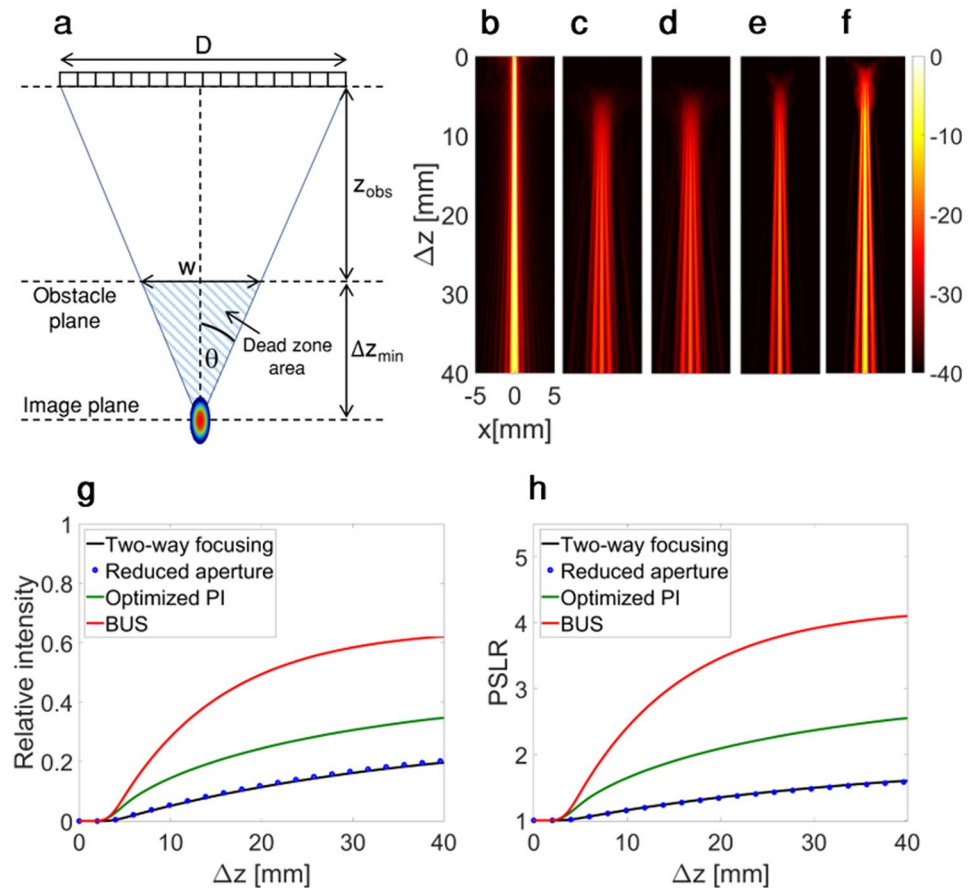 a
D
z_obs
w
Obstacle
plane
Dead zone
area
θ
Δz_min
Image plane
b c d e f
0
10
20
30
40
Δz [mm]
-5 0 5
x[mm]
0
-10
-20
-30
-40
g
1
0.8
0.6
0.4
0.2
0
Relative intensity
Two-way focusing
Reduced aperture
Optimized PI
BUS
0 10 20 30 40
Δz [mm]
h
5
4
3
2
1
PSLR
Two-way focusing
Reduced aperture
Optimized PI
BUS
0 10 20 30 40
Δz [mm]